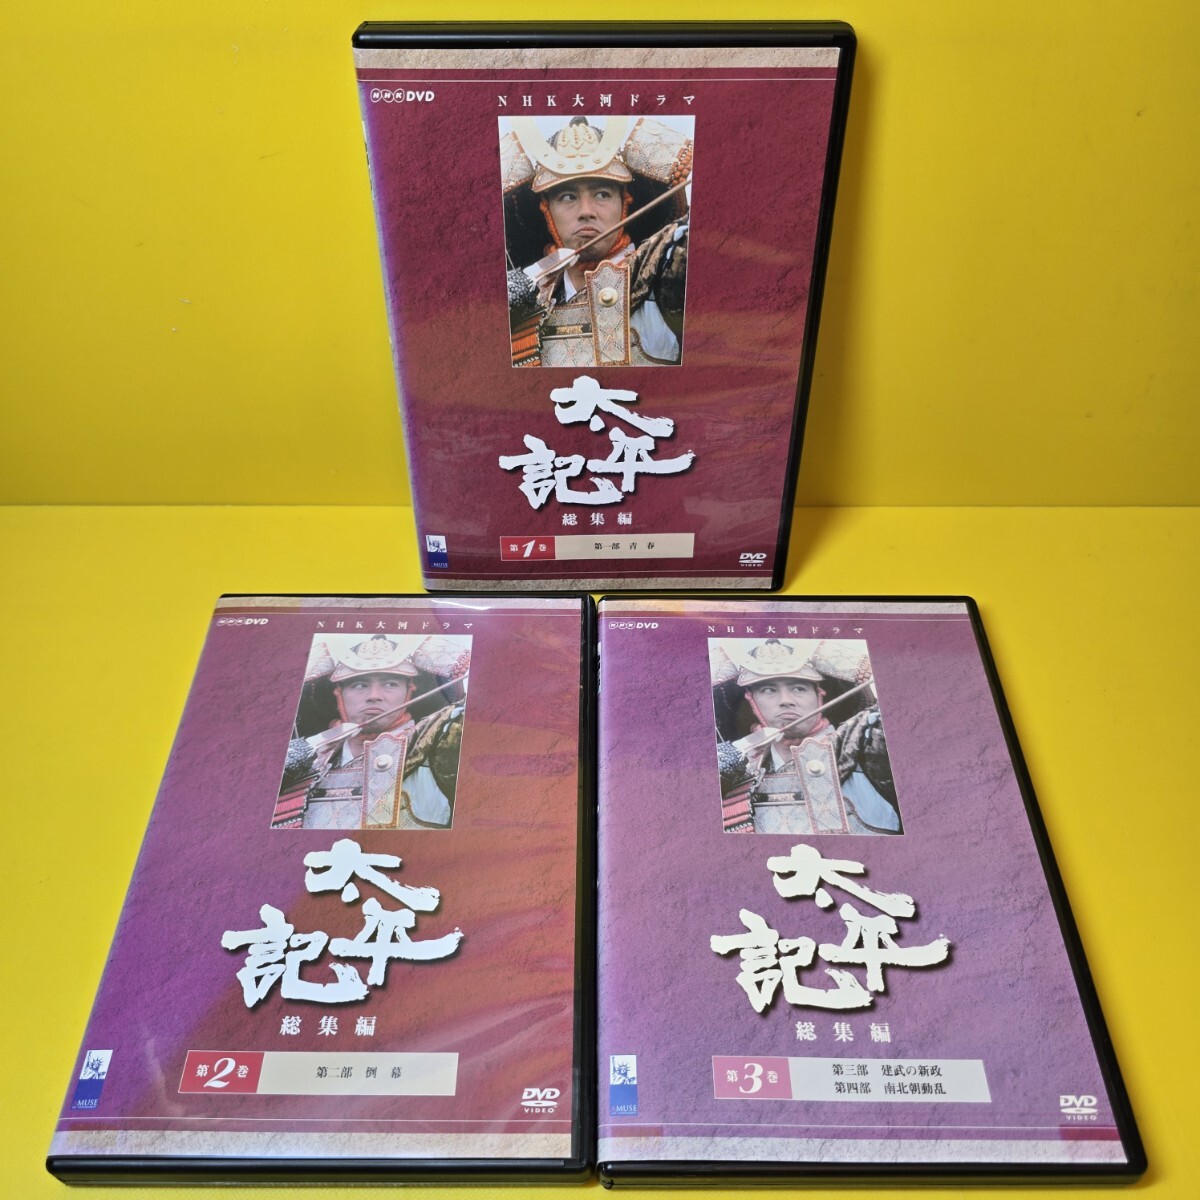 NHK DVD
NHK大河ドラマ
太平記
総集編
第1巻 第一部 青春
MUSE
DVD
VIDEO
NHK DVD
NHK大河ドラマ
太平記
総集編
第2巻 第二部 倒幕
MUSE
DVD
VIDEO
NHK DVD
NHK大河ドラマ
太平記
総集編
第3巻 第三部 建武の新政
第四部 南北朝動乱
MUSE
DVD
VIDEO